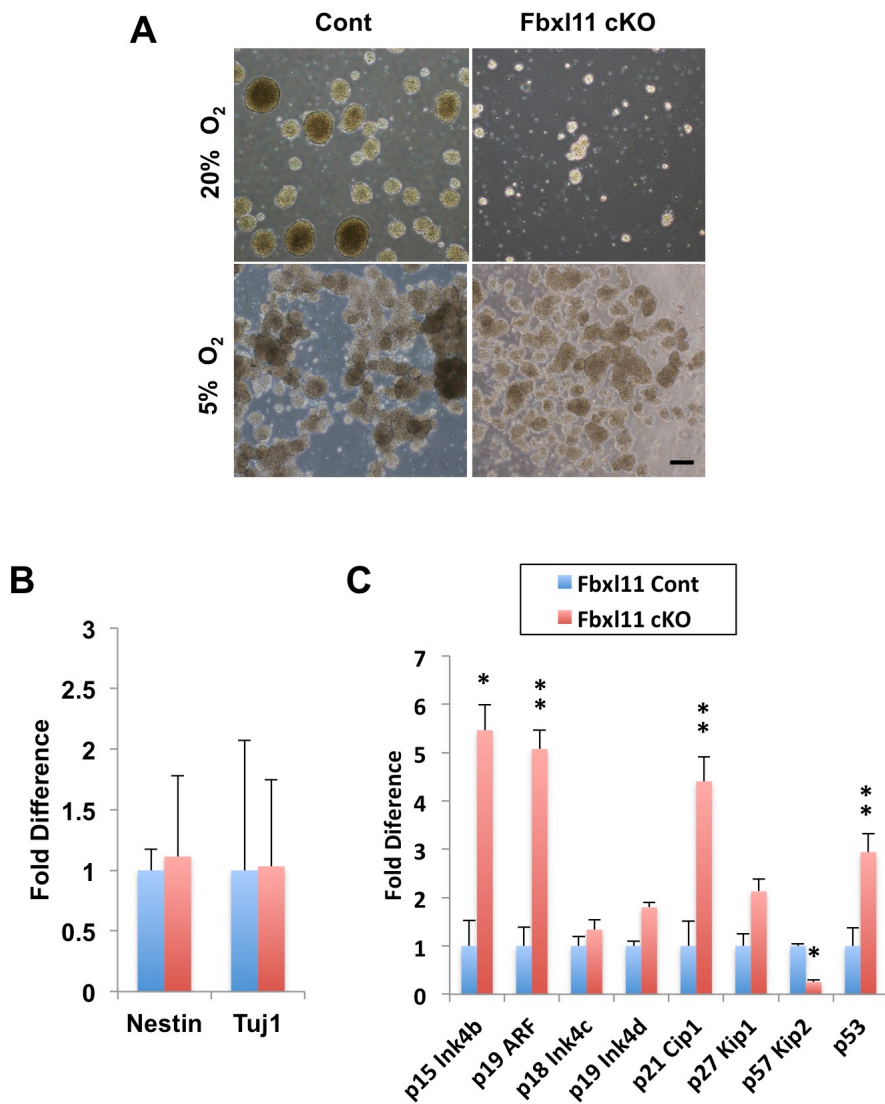 A
Cont
Fbxl11 cKO
20% O2
5% O2
B
Fold Difference
3
2.5
2
1.5
1
0.5
0
Nestin
Tuj1
C
Fbxl11 Cont
Fbxl11 cKO
Fold Diference
7
6
5
4
3
2
1
0
*
**
**
*
**
p15 Ink4b
p19 ARF
p18 Ink4c
p19 Ink4d
p21 Cip1
p27 Kip1
p57 Kip2
p53